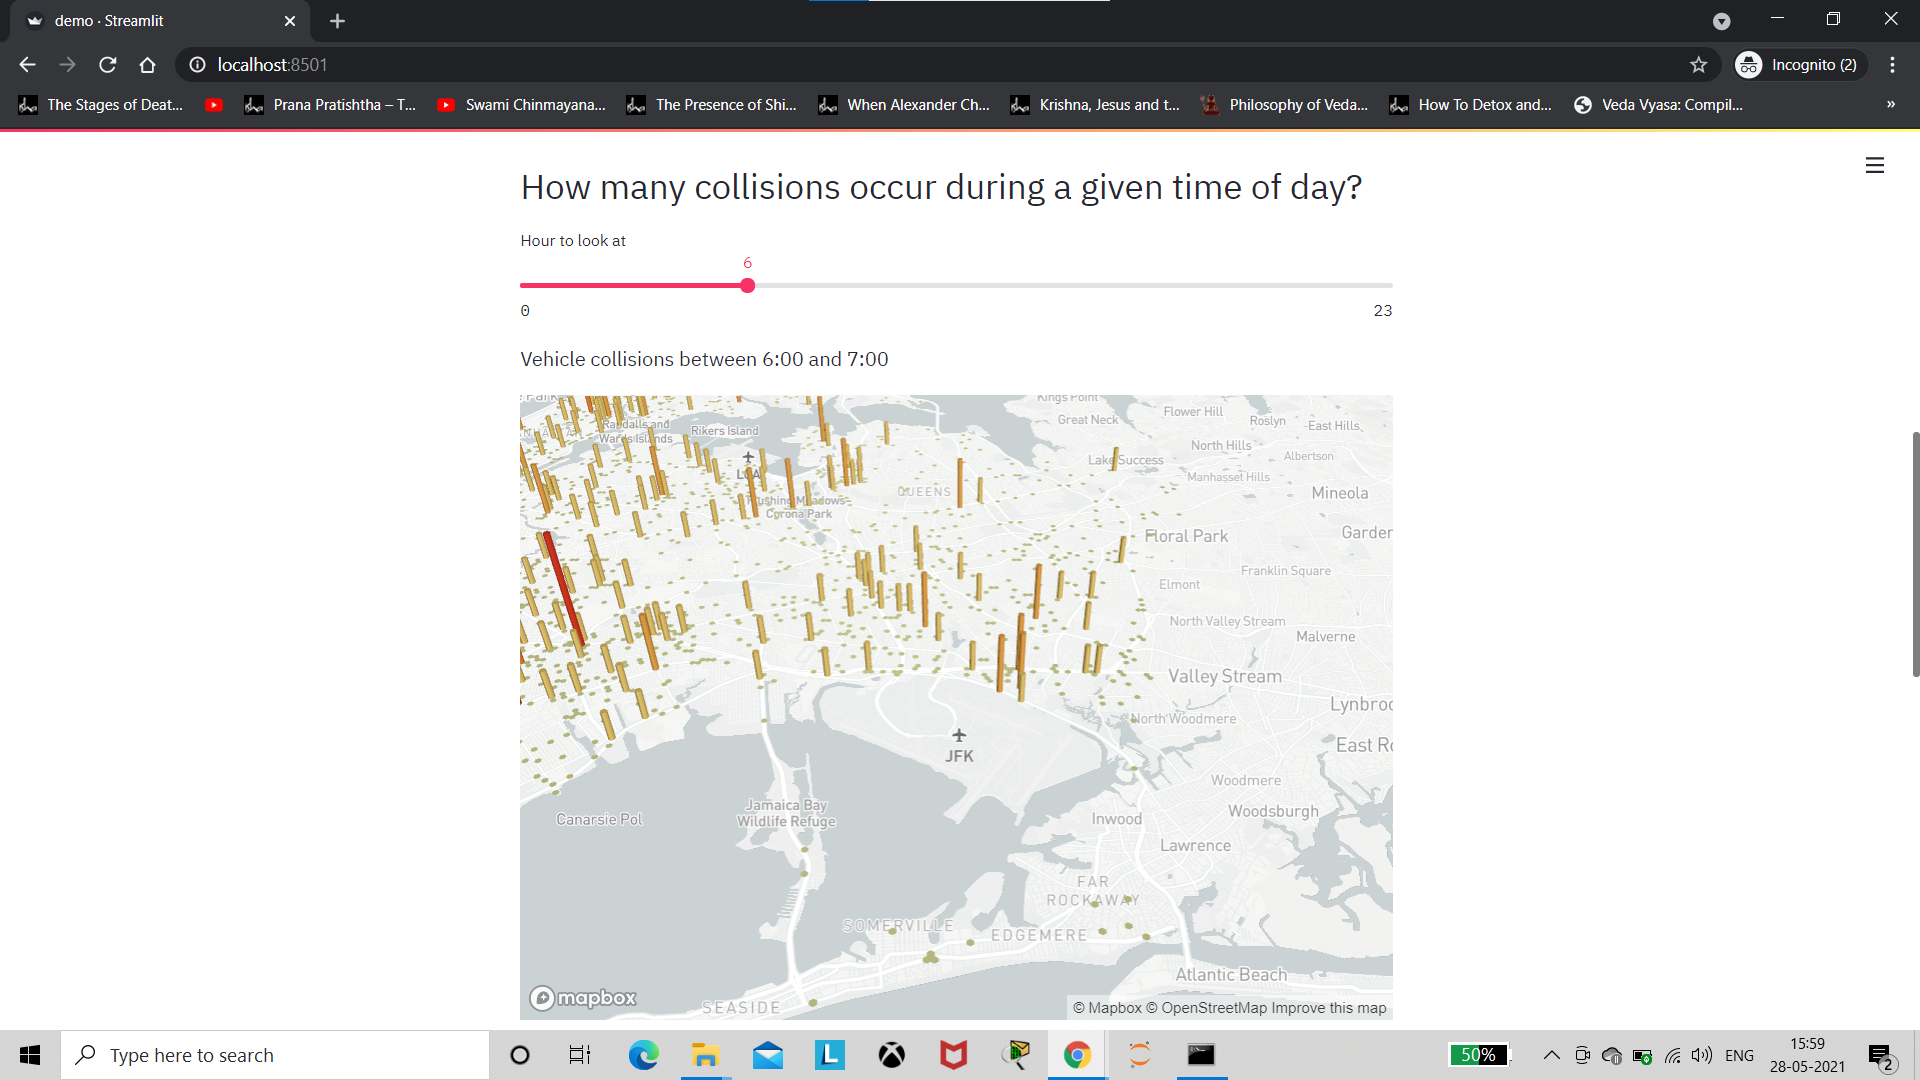 demo · Streamlit
localhost:8501
Incognito (2)
The Stages of Deat...
Prana Pratishtha – T...
Swami Chinmayana...
The Presence of Shi...
When Alexander Ch...
Krishna, Jesus and t...
Philosophy of Veda...
How To Detox and...
Veda Vyasa: Compil...
»
How many collisions occur during a given time of day?
Hour to look at
6
0
23
Vehicle collisions between 6:00 and 7:00
Kings Point
Great Neck
Flower Hill
Roslyn
East Hills
Randalls and
Wards Islands
Rikers Island
North Hills
Albertson
Lake Success
LGA
Manhasset Hills
QUEENS
Mineola
Flushing Meadows-
Corona Park
Garden
Floral Park
Franklin Square
Elmont
North Valley Stream
Malverne
Valley Stream
Lynbroo
North Woodmere
JFK
East Ro
Woodmere
Jamaica Bay
Wildlife Refuge
Canarsie Pol
Woodsburgh
Inwood
Lawrence
FAR
ROCKAWAY
SOMERVILLE
EDGEMERE
Atlantic Beach
mapbox
SEASIDE
© Mapbox © OpenStreetMap Improve this map
Type here to search
L
50%
ENG
15:59
28-05-2021
2